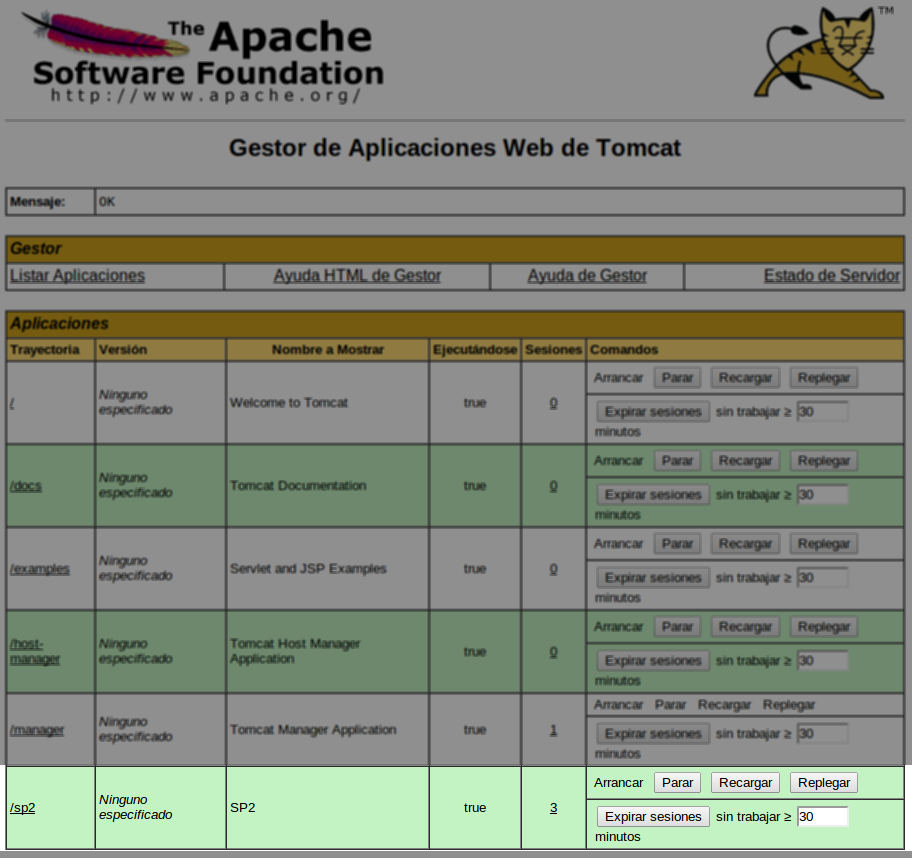 The Apache
Software Foundation
http://www.apache.org/
TM
Gestor de Aplicaciones Web de Tomcat
Mensaje: OK
Gestor
Listar Aplicaciones Ayuda HTML de Gestor Ayuda de Gestor Estado de Servidor
Aplicaciones
Trayectoria Versión Nombre a Mostrar Ejecutándose Sesiones Comandos
/ Ninguno especificado Welcome to Tomcat true 0 Arrancar Parar Recargar Replegar
Expirar sesiones sin trabajar ≥ 30
minutos
/docs Ninguno especificado Tomcat Documentation true 0 Arrancar Parar Recargar Replegar
Expirar sesiones sin trabajar ≥ 30
minutos
/examples Ninguno especificado Servlet and JSP Examples true 0 Arrancar Parar Recargar Replegar
Expirar sesiones sin trabajar ≥ 30
minutos
/host-manager Ninguno especificado Tomcat Host Manager Application true 0 Arrancar Parar Recargar Replegar
Expirar sesiones sin trabajar ≥ 30
minutos
/manager Ninguno especificado Tomcat Manager Application true 1 Arrancar Parar Recargar Replegar
Expirar sesiones sin trabajar ≥ 30
minutos
/sp2 Ninguno especificado SP2 true 3 Arrancar Parar Recargar Replegar
Expirar sesiones sin trabajar ≥ 30
minutos